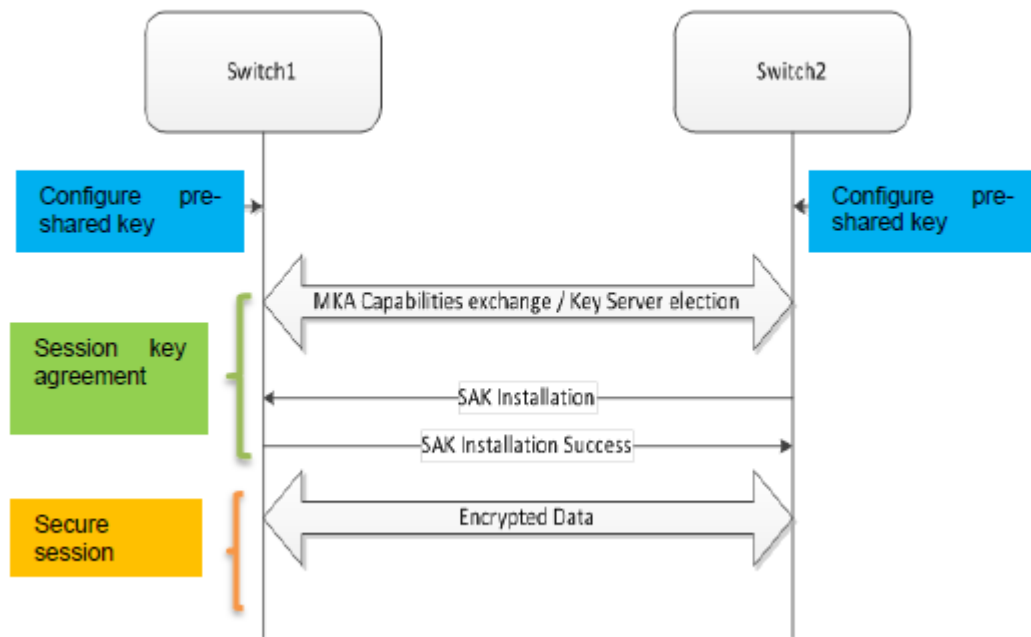 Switch1
Switch2
Configure pre-
shared key
Configure pre-
shared key
MKA Capabilities exchange / Key Server election
Session key
agreement
SAK Installation
SAK Installation Success
Secure
session
Encrypted Data